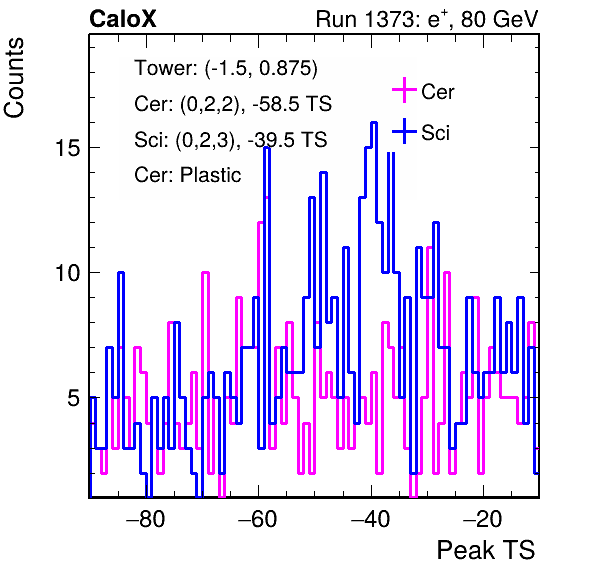 CaloX
Run 1373: e+, 80 GeV
Counts
Tower: (-1.5, 0.875)
Cer: (0,2,2), -58.5 TS
Sci: (0,2,3), -39.5 TS
Cer: Plastic
Cer
Sci
15
10
5
−80
−60
−40
−20
Peak TS